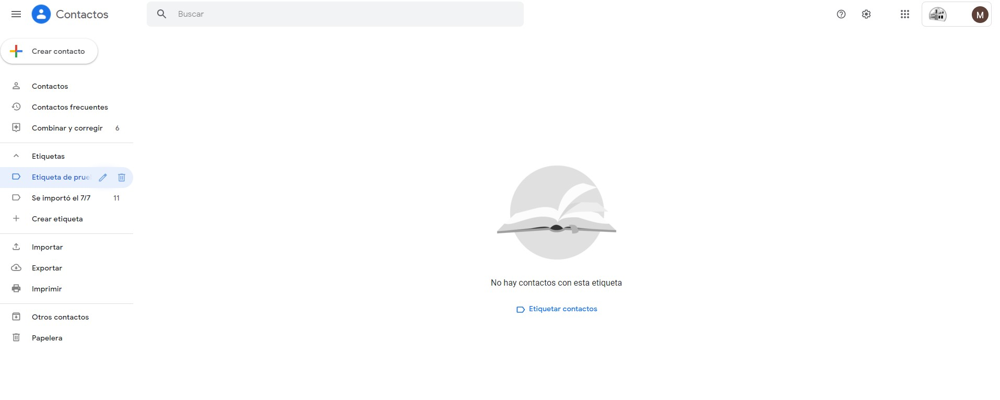 Contactos
Buscar
M
Crear contacto
Contactos
Contactos frecuentes
Combinar y corregir 6
Etiquetas
Etiqueta de prue
Se importó el 7/7 11
Crear etiqueta
Importar
Exportar
Imprimir
Otros contactos
Papelera
No hay contactos con esta etiqueta
Etiquetar contactos